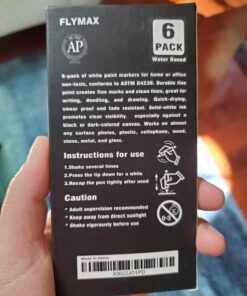 FLYMAX
ACMI
AP
6
PACK
Water Based
6-pack of white paint markers for home or office
non-toxic, conforms to ASTM D4236. Durable fine
paint creates fine marks and clean lines, great for
writing, doodling, and drawing. Quick-drying,
smear proof and fade resistant. Solid-white ink
promotes clear visibility, especially against a
black or dark-colored canvas. Works on almost
any surface photos, plastic, cellophane, wood,
stone, metal, and glass.
Instructions for use
1.Shake several times
2.Press the tip down for a while
3.Recap the pen tightly after used
Caution
• Adult supervision recommended
• Keep away from direct sunlight
• Shake vigorously before use
Made in China